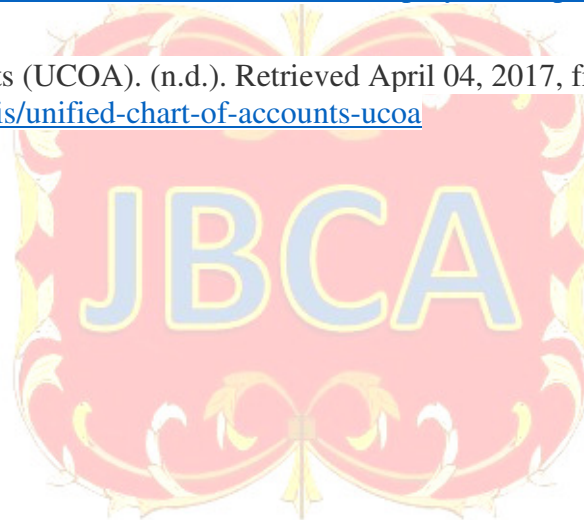 ts (UCOA). (n.d.). Retrieved April 04, 2017, f
is/unified-chart-of-accounts-ucoa
JBCA